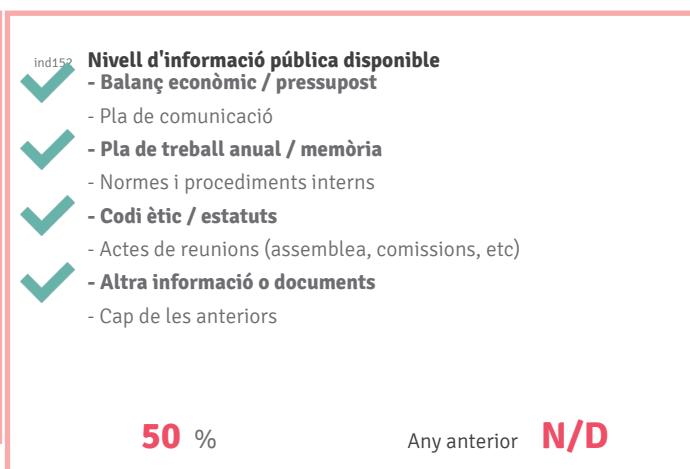 ind152 Nivell d'informació pública disponible
- Balanç econòmic / pressupost
- Pla de comunicació
- Pla de treball anual / memòria
- Normes i procediments interns
- Codi ètic / estatuts
- Actes de reunions (assemblea, comissions, etc)
- Altra informació o documents
- Cap de les anteriors
50 % Any anterior N/D